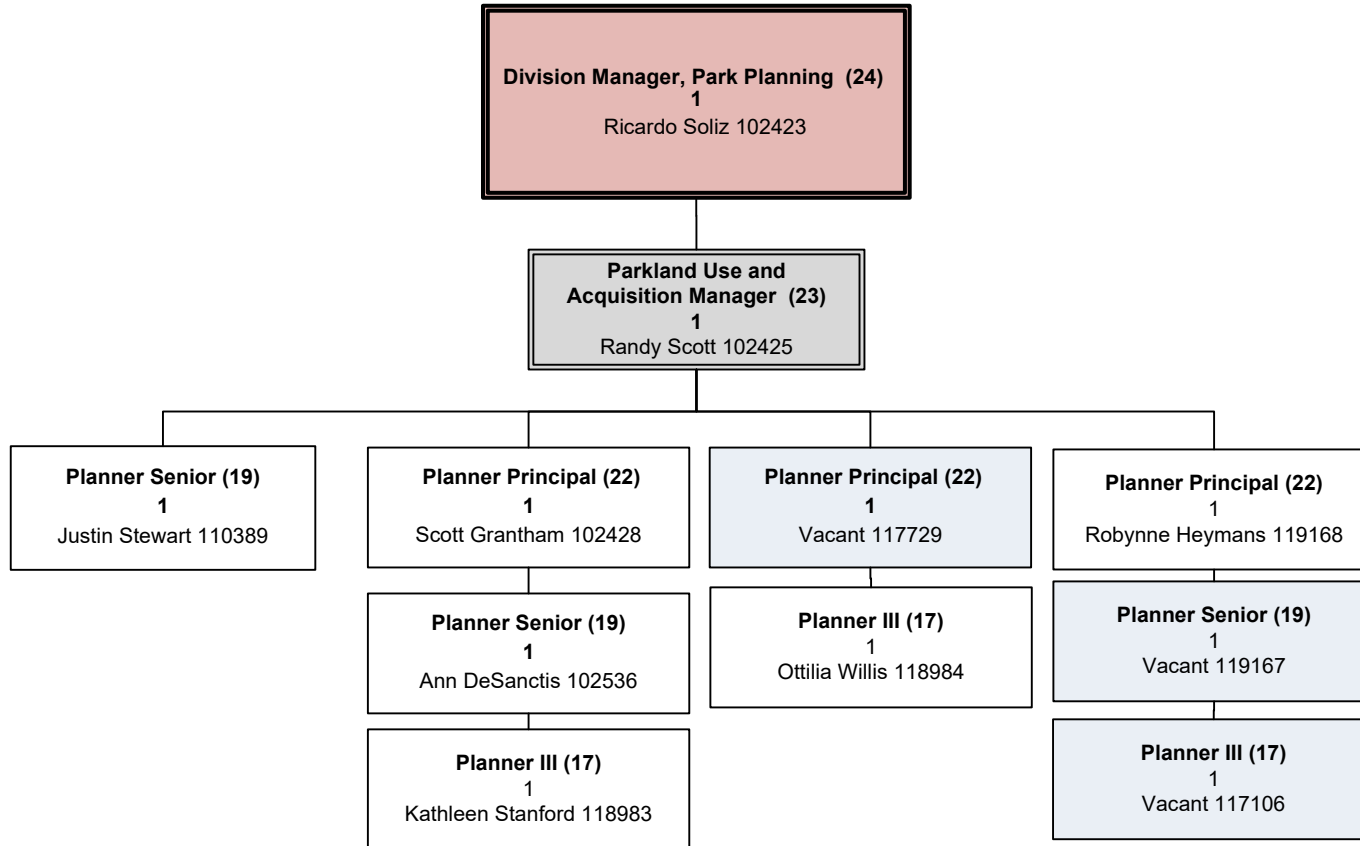 Division Manager, Park Planning (24)
1
Ricardo Soliz 102423
Parkland Use and
Acquisition Manager (23)
1
Randy Scott 102425
Planner Senior (19)
1
Justin Stewart 110389
Planner Principal (22)
1
Scott Grantham 102428
Planner Principal (22)
1
Vacant 117729
Planner Principal (22)
1
Robynne Heymans 119168
Planner Senior (19)
1
Ann DeSanctis 102536
Planner III (17)
1
Ottilia Willis 118984
Planner Senior (19)
1
Vacant 119167
Planner III (17)
1
Kathleen Stanford 118983
Planner III (17)
1
Vacant 117106